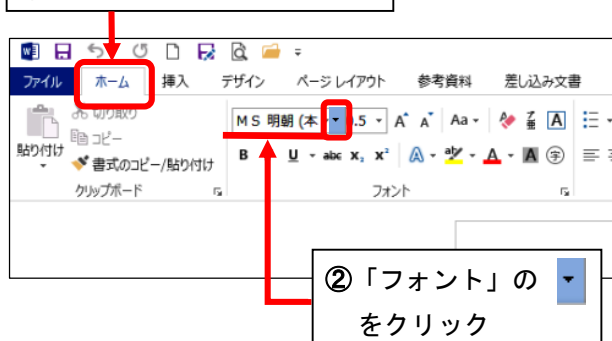 ファイル ホーム 挿入 デザイン ページ レイアウト 参考資料 差し込み文書
切り取り
コピー
書式のコピー/貼り付け
貼り付け
ＭＳ 明朝 (本 .5 A A Aa A
B U abc x₂ x² A aby A A 字
クリップボード フォント
②「フォント」の
をクリック